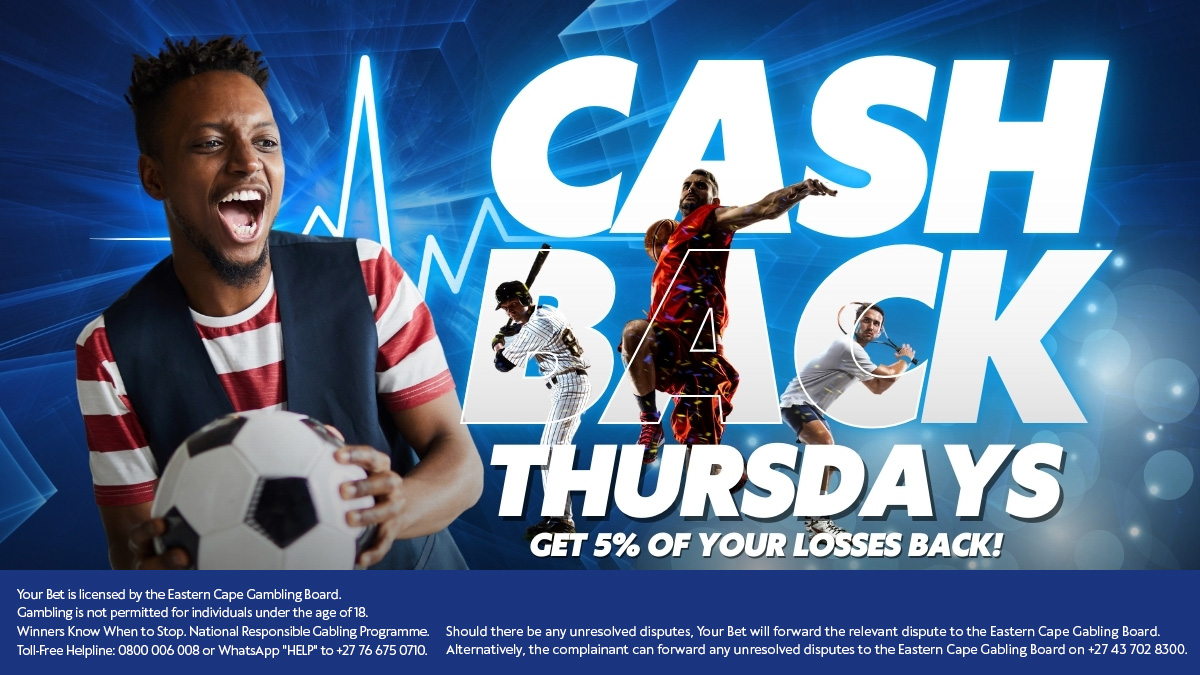 CASH
BACK
THURSDAYS
GET 5% OF YOUR LOSSES BACK!
Your Bet is licensed by the Eastern Cape Gambling Board.
Gambling is not permitted for individuals under the age of 18.
Winners Know When to Stop. National Responsible Gabling Programme.
Toll-Free Helpline: 0800 006 008 or WhatsApp "HELP" to +27 76 675 0710.
Should there be any unresolved disputes, Your Bet will forward the relevant dispute to the Eastern Cape Gabling Board.
Alternatively, the complainant can forward any unresolved disputes to the Eastern Cape Gabling Board on +27 43 702 8300.